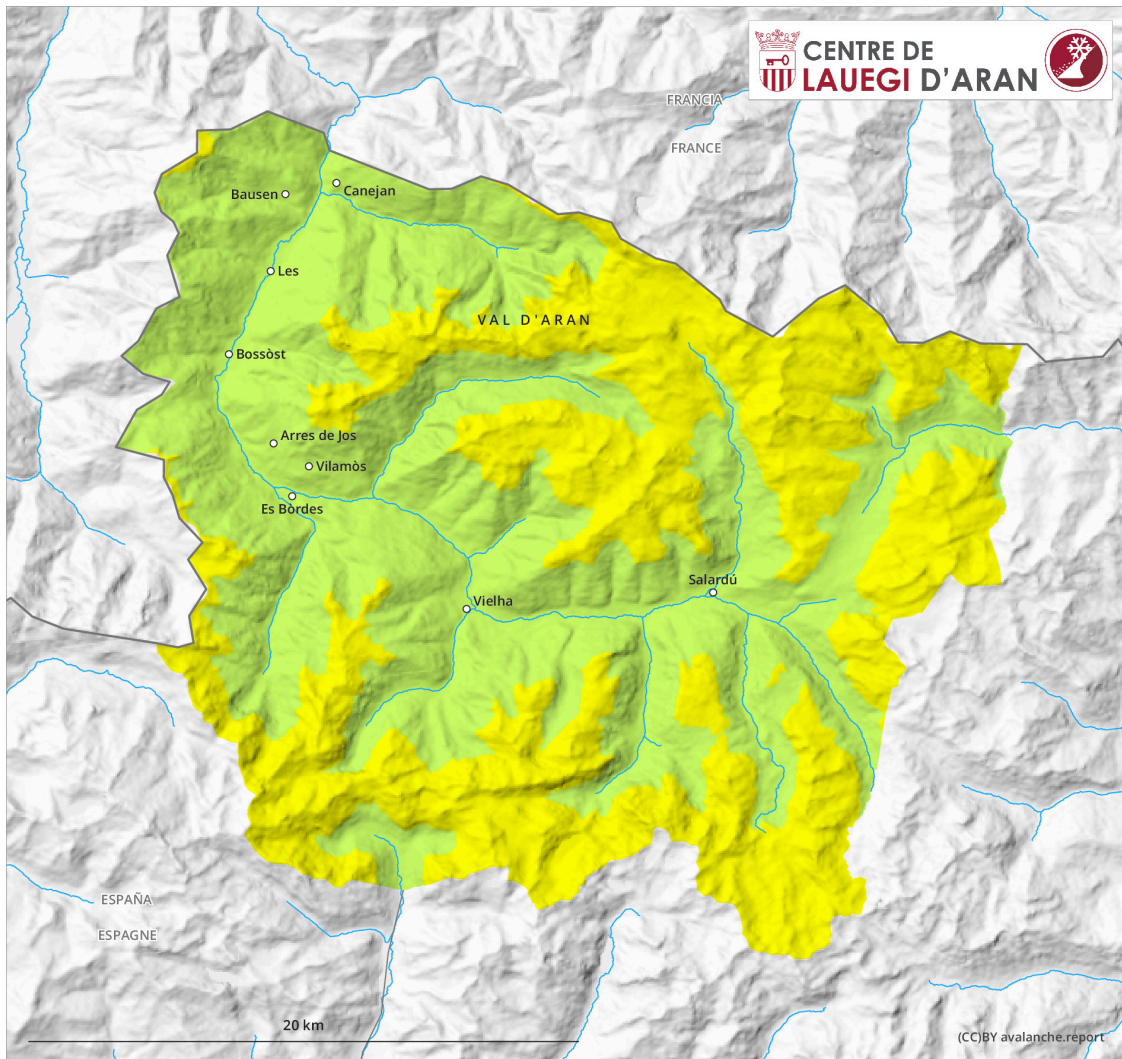 CENTRE DE
LAUEGI D'ARAN
FRANCIA
FRANCE
Bausen
Canejan
Les
VAL D'ARAN
Bossòst
Arres de Jos
Vilamòs
Es Bòrdes
Salardú
Vielha
ESPAÑA
ESPAGNE
20 km
(CC)BY avalanche.report